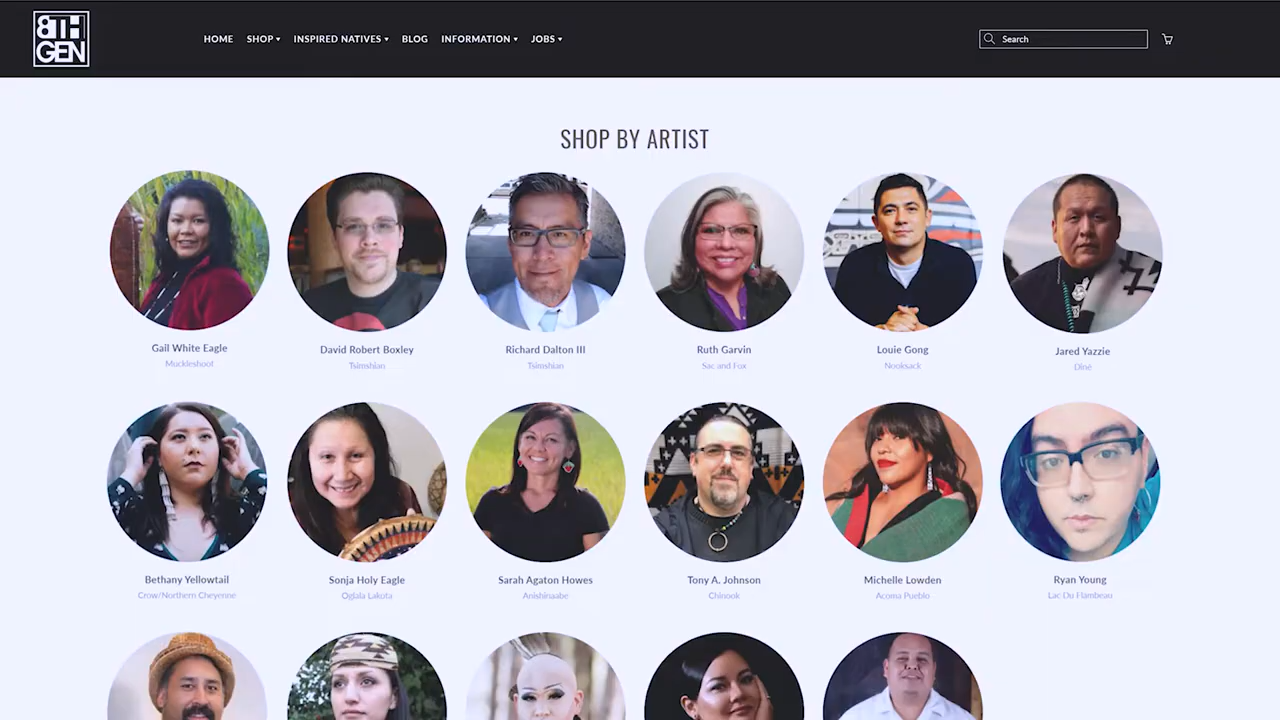 8TH
GEN
HOME SHOP INSPIRED NATIVES BLOG INFORMATION JOBS
Search
SHOP BY ARTIST
Gail White Eagle David Robert Boxley Richard Dalton III Ruth Garvin Louie Gong Jared Yazzie
Muckleshoot Tsimshian Tsimshian Sac and Fox Nooksack Diné
Bethany Yellowtail Sonja Holy Eagle Sarah Agaton Howes Tony A. Johnson Michelle Lowden Ryan Young
Crow/Northern Cheyenne Oglala Lakota Anishinaabe Chinook Acoma Pueblo Lac Du Flambeau